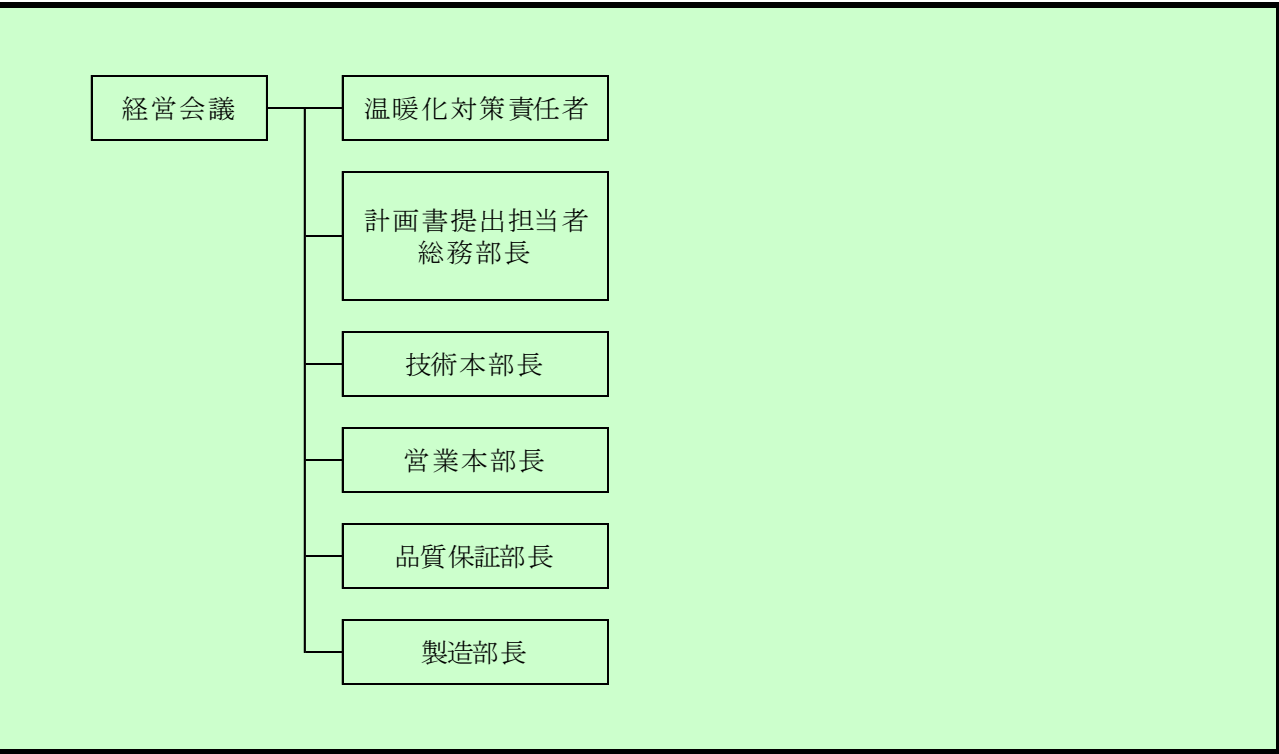 経営会議
温暖化対策責任者
計画書提出担当者
総務部長
技術本部長
営業本部長
品質保証部長
製造部長